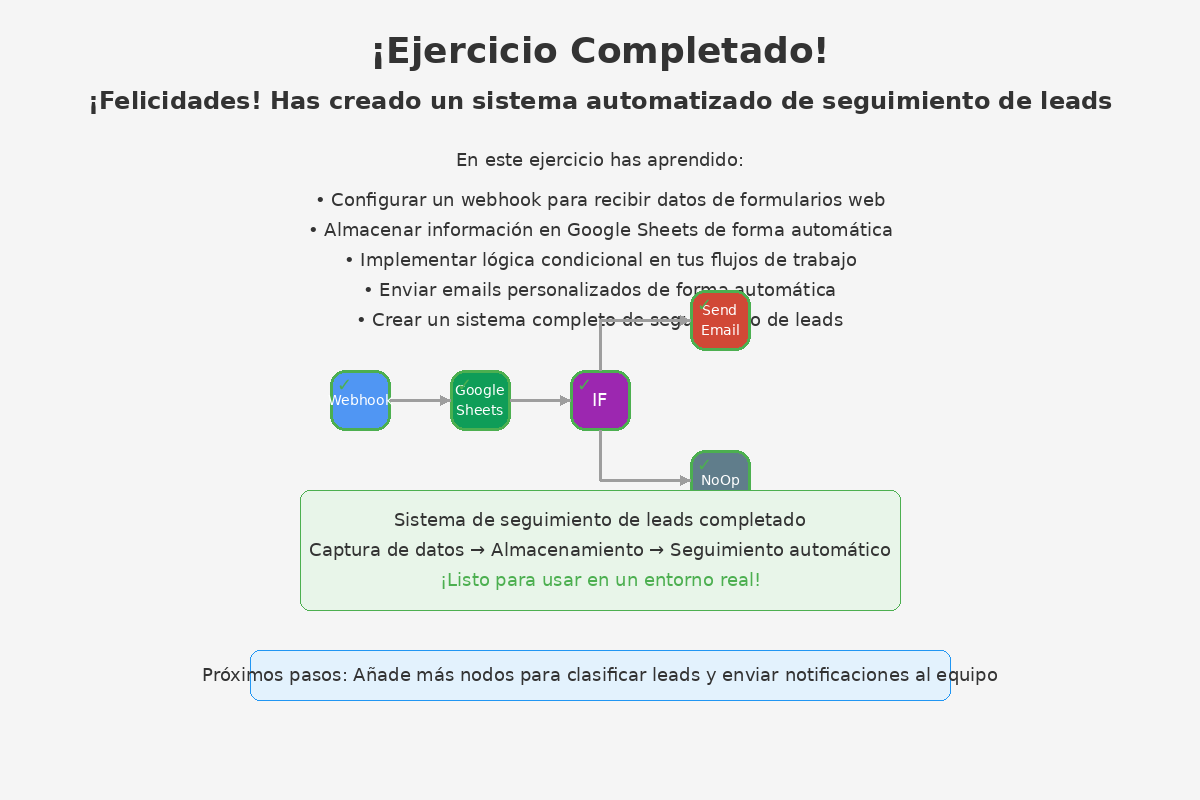 ¡Ejercicio Completado!
¡Felicidades! Has creado un sistema automatizado de seguimiento de leads
En este ejercicio has aprendido:
• Configurar un webhook para recibir datos de formularios web
• Almacenar información en Google Sheets de forma automática
• Implementar lógica condicional en tus flujos de trabajo
• Enviar emails personalizados de forma automática
• Crear un sistema completo de seguimiento de leads
✓
Send
Email
✓
Webhook
✓
Google
Sheets
✓
IF
✓
NoOp
Sistema de seguimiento de leads completado
Captura de datos → Almacenamiento → Seguimiento automático
¡Listo para usar en un entorno real!
Próximos pasos: Añade más nodos para clasificar leads y enviar notificaciones al equipo